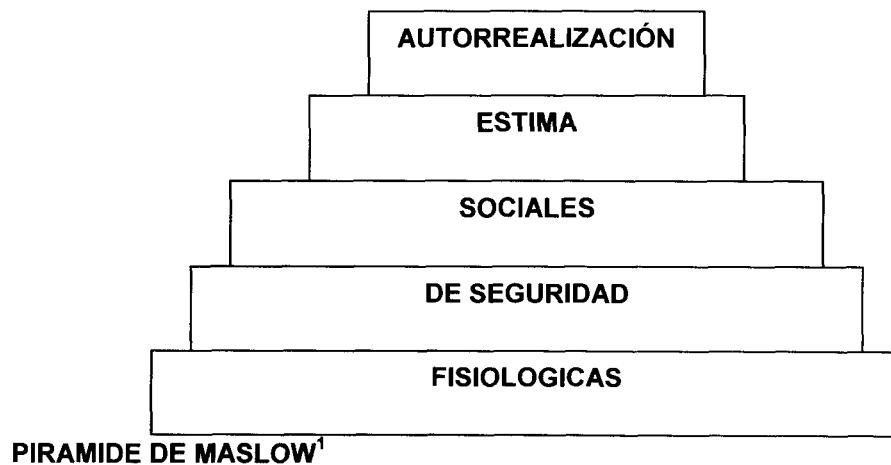 AUTORREALIZACIÓN
ESTIMA
SOCIALES
DE SEGURIDAD
FISIOLOGICAS
PIRAMIDE DE MASLOW¹